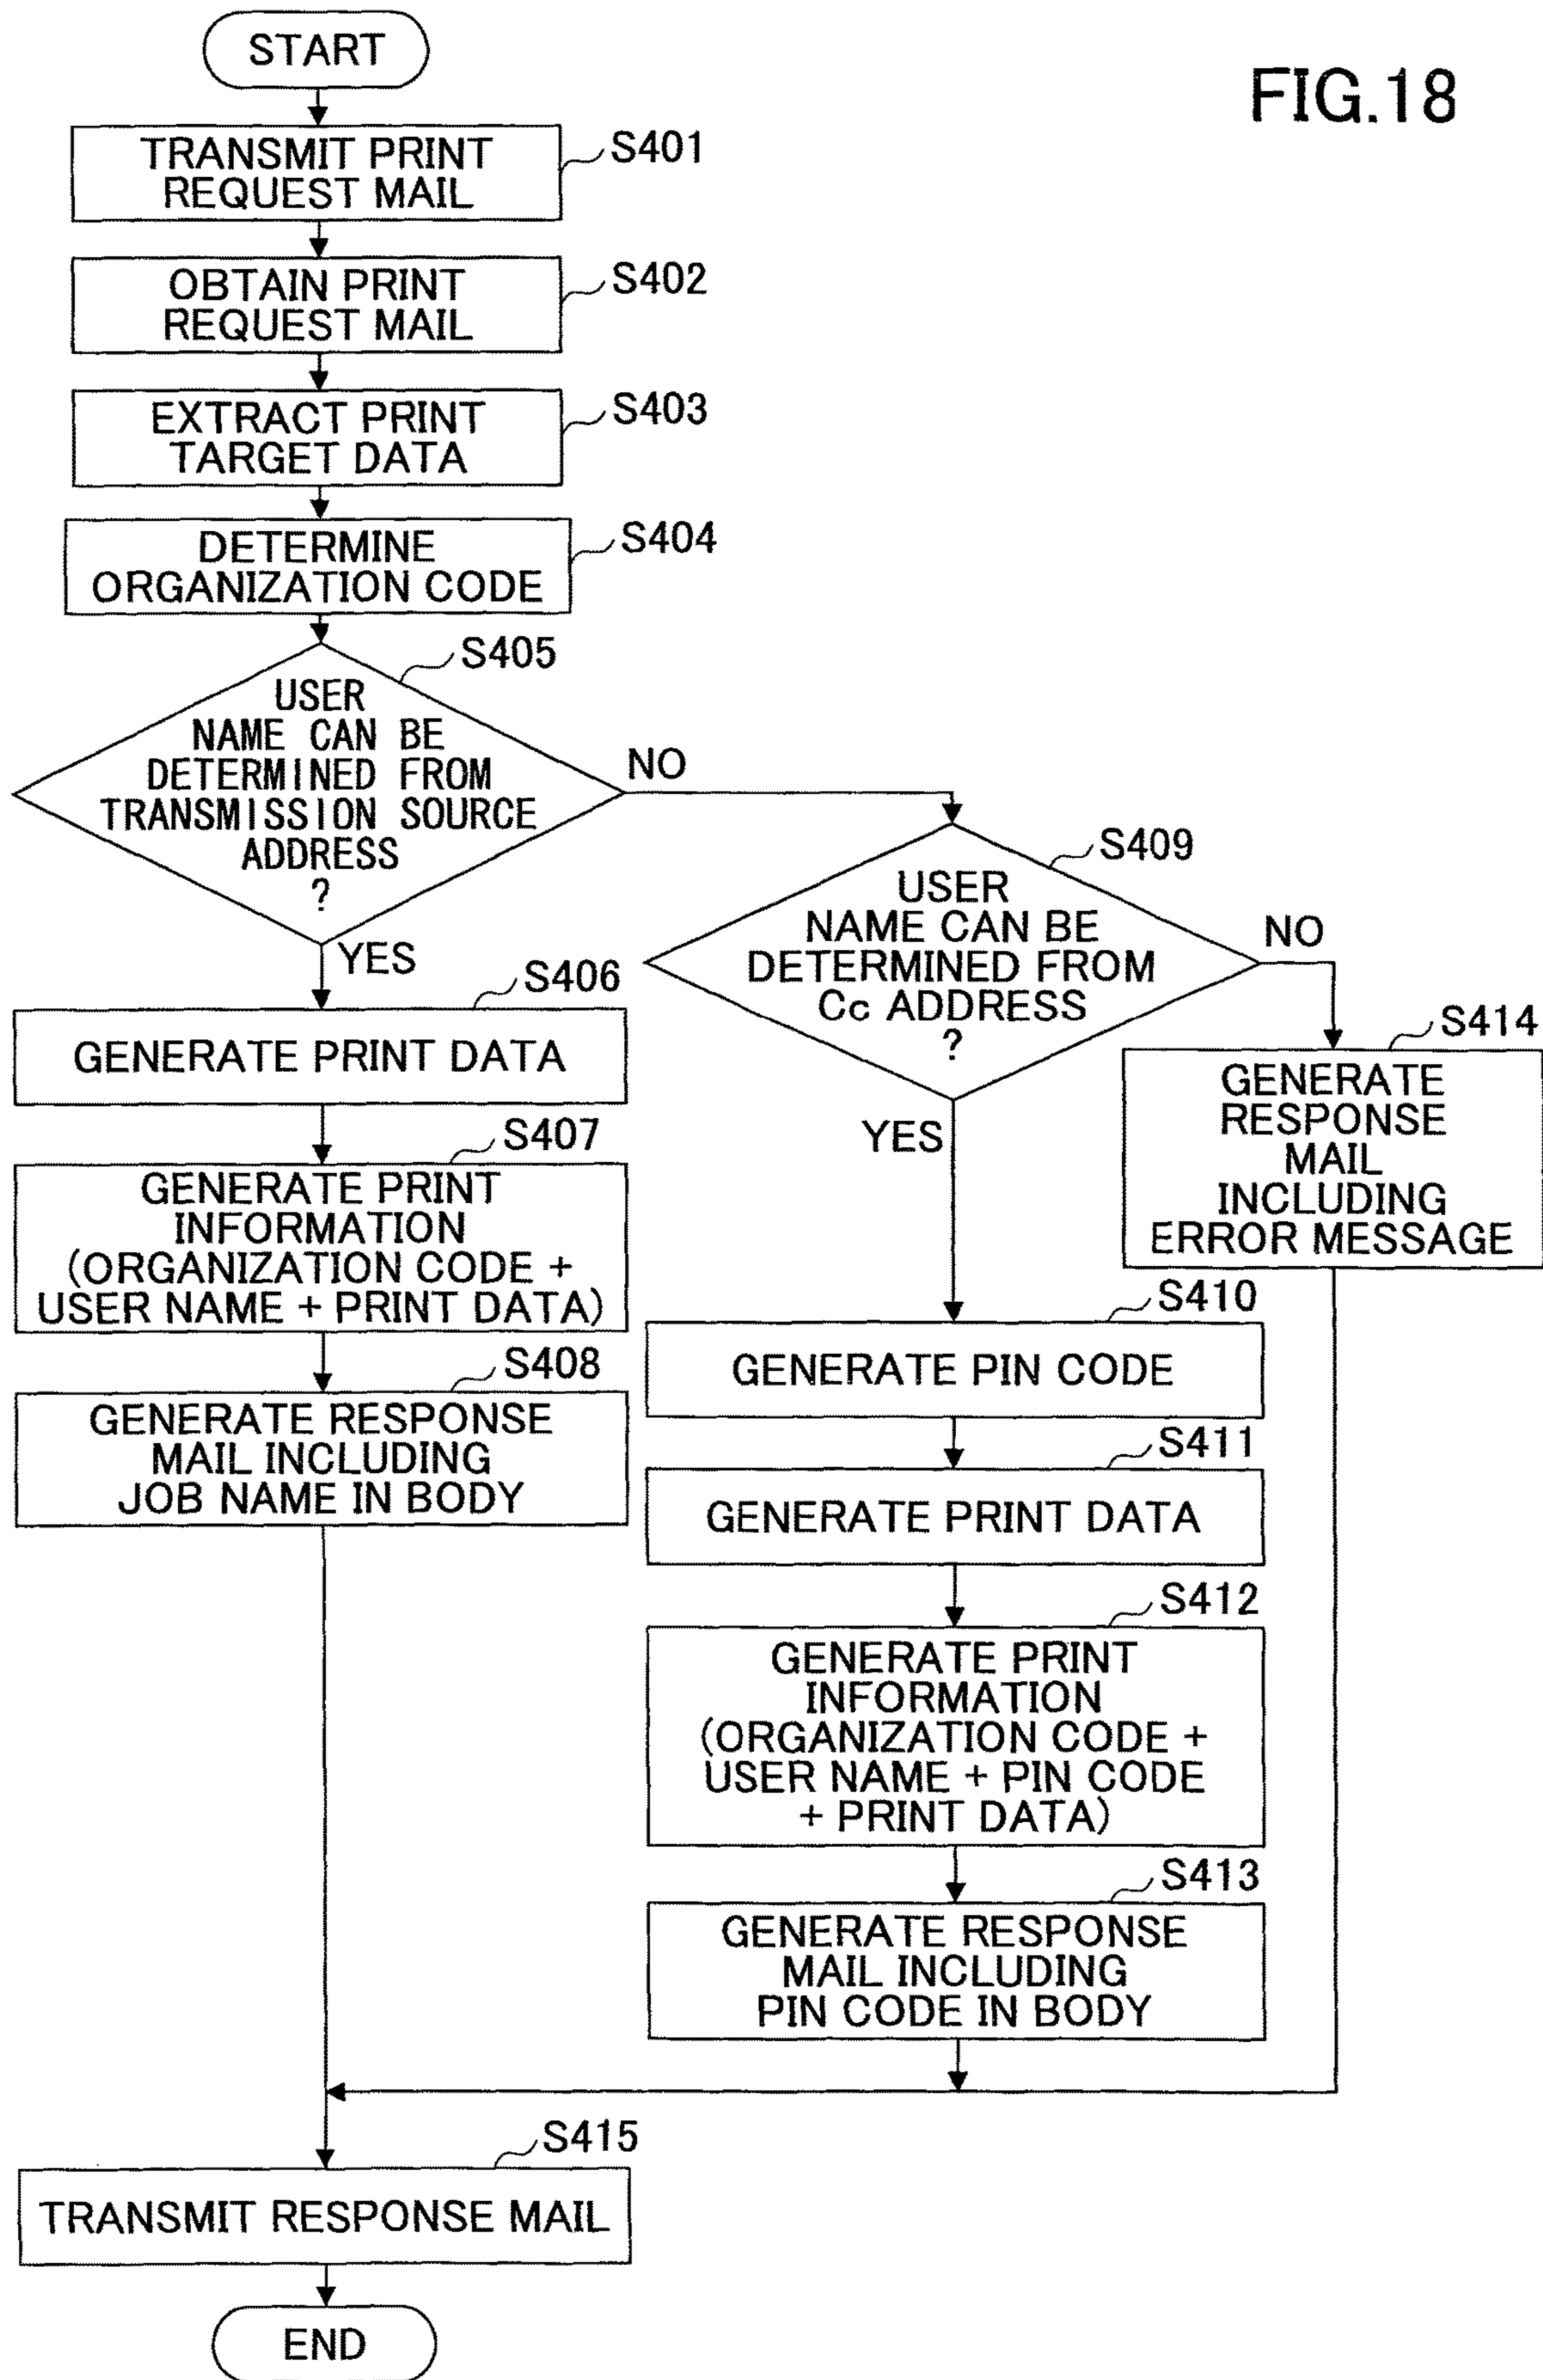 START
FIG.18
TRANSMIT PRINT
REQUEST MAIL
S401
OBTAIN PRINT
REQUEST MAIL
S402
EXTRACT PRINT
TARGET DATA
S403
DETERMINE
ORGANIZATION CODE
S404
S405
USER
NAME CAN BE
DETERMINED FROM
TRANSMISSION SOURCE
ADDRESS
?
NO
YES
S406
GENERATE PRINT DATA
S407
GENERATE PRINT
INFORMATION
(ORGANIZATION CODE +
USER NAME + PRINT DATA)
S408
GENERATE RESPONSE
MAIL INCLUDING
JOB NAME IN BODY
S409
USER
NAME CAN BE
DETERMINED FROM
Cc ADDRESS
?
NO
YES
S414
GENERATE
RESPONSE
MAIL
INCLUDING
ERROR MESSAGE
S410
GENERATE PIN CODE
S411
GENERATE PRINT DATA
S412
GENERATE PRINT
INFORMATION
(ORGANIZATION CODE +
USER NAME + PIN CODE
+ PRINT DATA)
S413
GENERATE RESPONSE
MAIL INCLUDING
PIN CODE IN BODY
S415
TRANSMIT RESPONSE MAIL
END